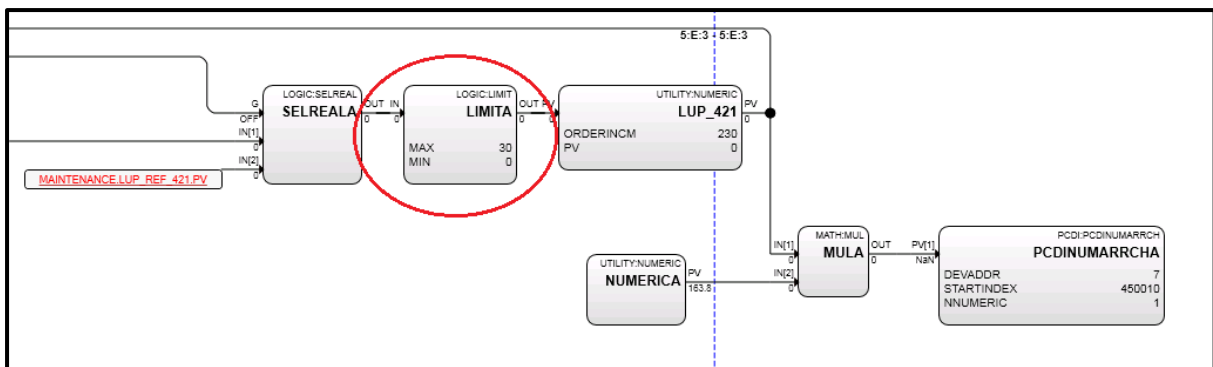 5:E:3 - 5:E:3
LOGIC:SELREAL
SELREALA
G
OFF
IN[1]
0
IN[2]
0
OUT
0
MAINTENANCE.LUP_REF_421.PV
LOGIC:LIMIT
LIMITA
IN
0
OUT
0
MAX 30
MIN 0
UTILITY:NUMERIC
LUP_421
PV
0
ORDERINCM 230
PV 0
PV
0
UTILITY:NUMERIC
NUMERICA
PV
163.8
MATH:MUL
MULA
IN[1]
0
IN[2]
0
OUT
0
PCDI:PCDINUMARRCH
PCDINUMARRCHA
PV[1]
NaN
DEVADDR 7
STARTINDEX 450010
NNUMERIC 1